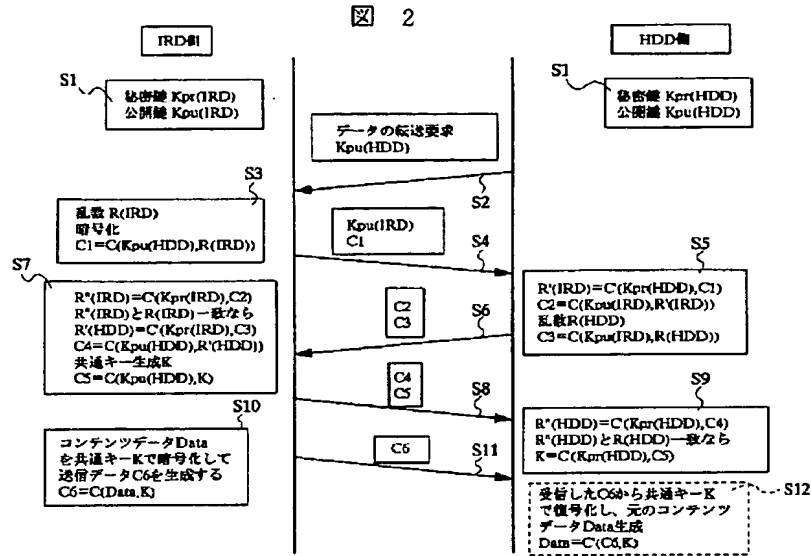 図 2
IRD側
HDD側
S1
秘密鍵 Kpr(IRD)
公開鍵 Kpu(IRD)
S1
秘密鍵 Kpr(HDD)
公開鍵 Kpu(HDD)
データの転送要求
Kpu(HDD)
S2
S3
乱数 R(IRD)
暗号化
C1=C(Kpu(HDD),R(IRD))
Kpu(IRD)
C1
S4
S5
R'(IRD)=C'(Kpr(HDD),C1)
C2=C(Kpu(IRD),R'(IRD))
乱数R(HDD)
C3=C(Kpu(IRD),R(HDD))
C2
C3
S6
S7
R"(IRD)=C'(Kpr(IRD),C2)
R"(IRD)とR(IRD)一致なら
R'(HDD)=C'(Kpr(IRD),C3)
C4=C(Kpu(HDD),R'(HDD))
共通キー生成K
C5=C(Kpu(HDD),K)
C4
C5
S8
S9
R"(HDD)=C'(Kpr(HDD),C4)
R"(HDD)とR(HDD)一致なら
K=C'(Kpr(HDD),C5)
S10
コンテンツデータData
を共通キーKで暗号化して
送信データC6を生成する
C6=C(Data,K)
C6
S11
S12
受信したC6から共通キーK
で復号化し、元のコンテンツ
データData生成
Data=C'(C6,K)